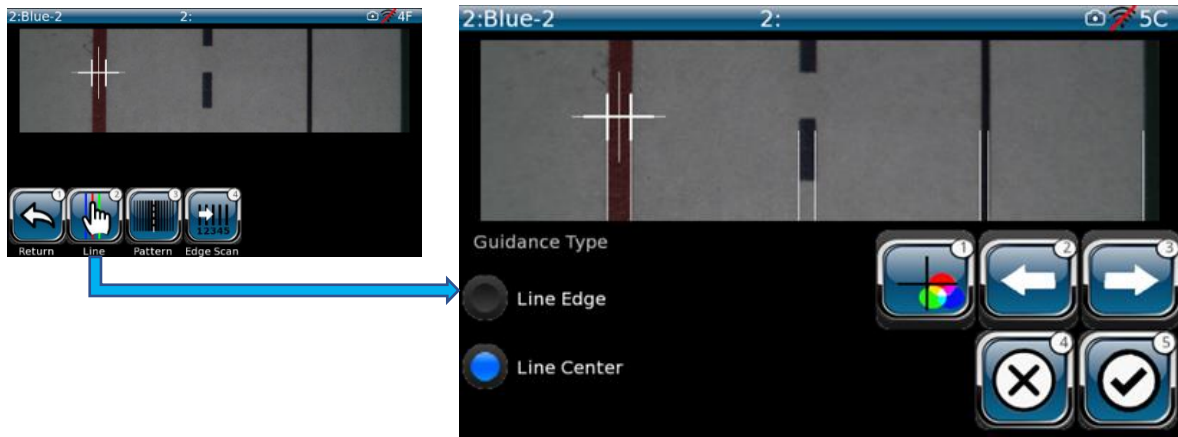 2:Blue-2 2: 4F
1 2 3 4
12345
Return Line Pattern Edge Scan
2:Blue-2 2: 5C
Guidance Type
1 2 3
Line Edge
4 5
Line Center